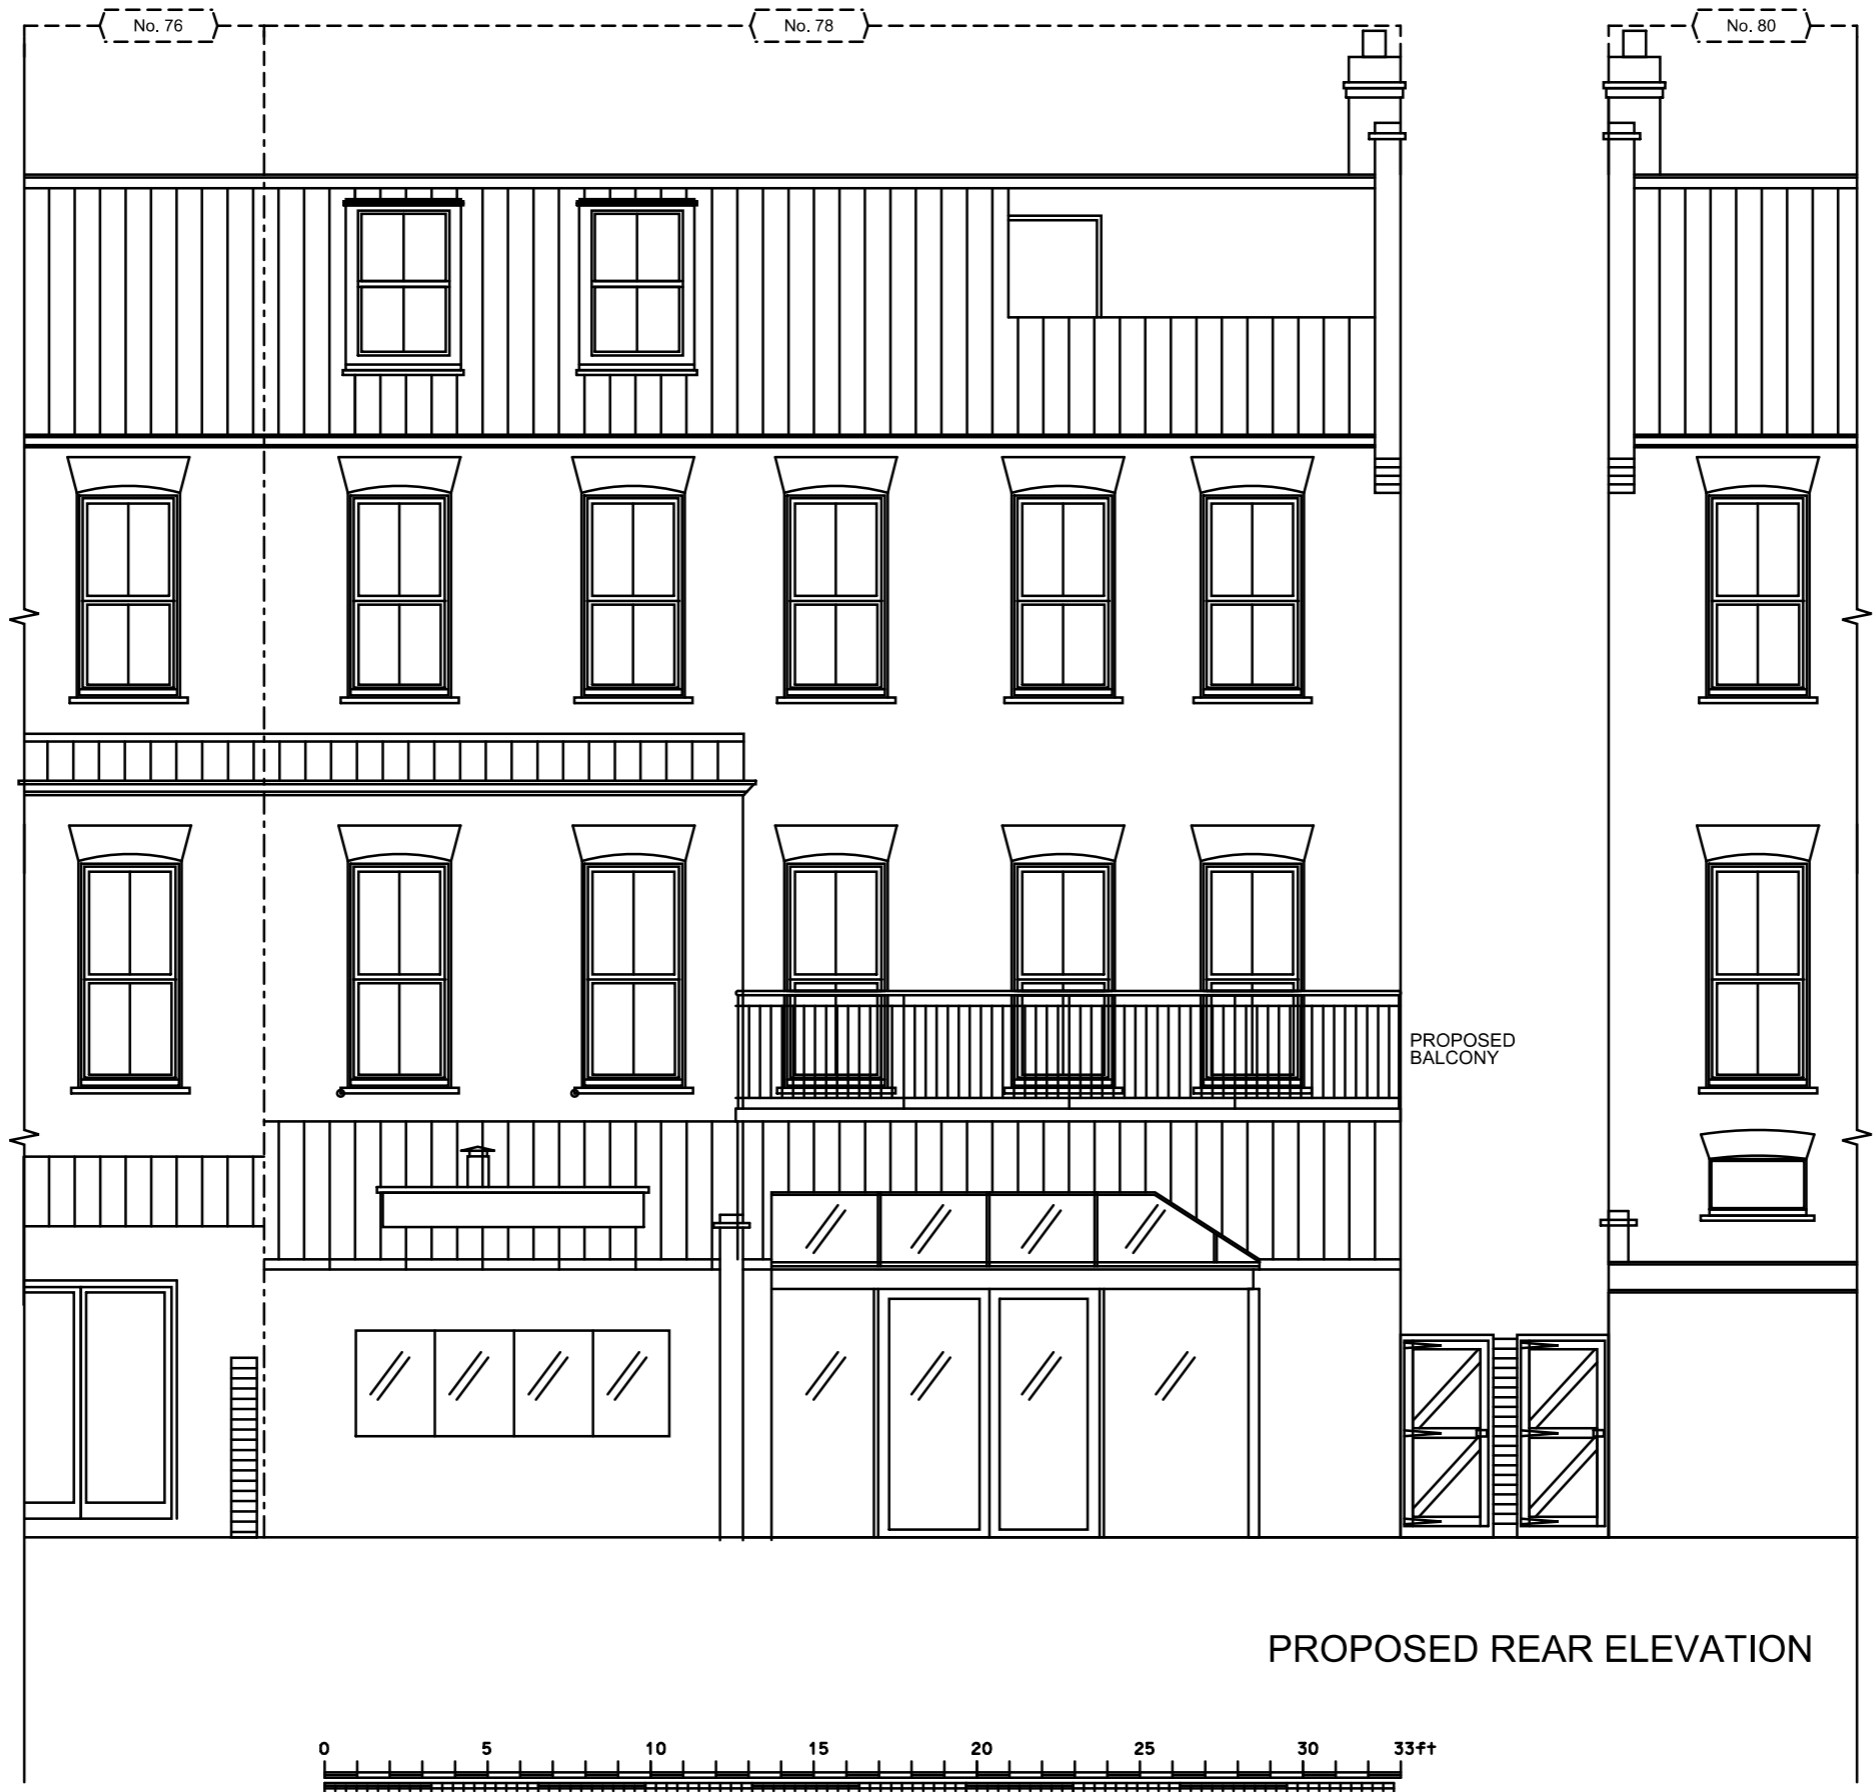 No. 76
No. 78
No. 80
PROPOSED
BALCONY
PROPOSED REAR ELEVATION
0 5 10 15 20 25 30 33ft